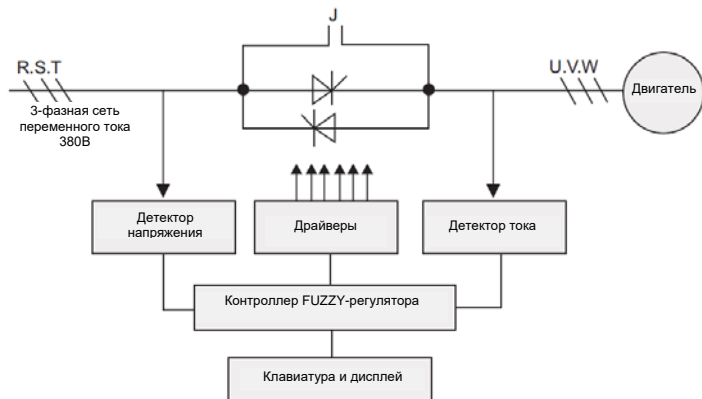 J
R.S.T
U.V.W
3-фазная сеть
переменного тока
380В
Двигатель
Детектор
напряжения
Драйверы
Детектор тока
Контроллер FUZZY-регулятора
Клавиатура и дисплей